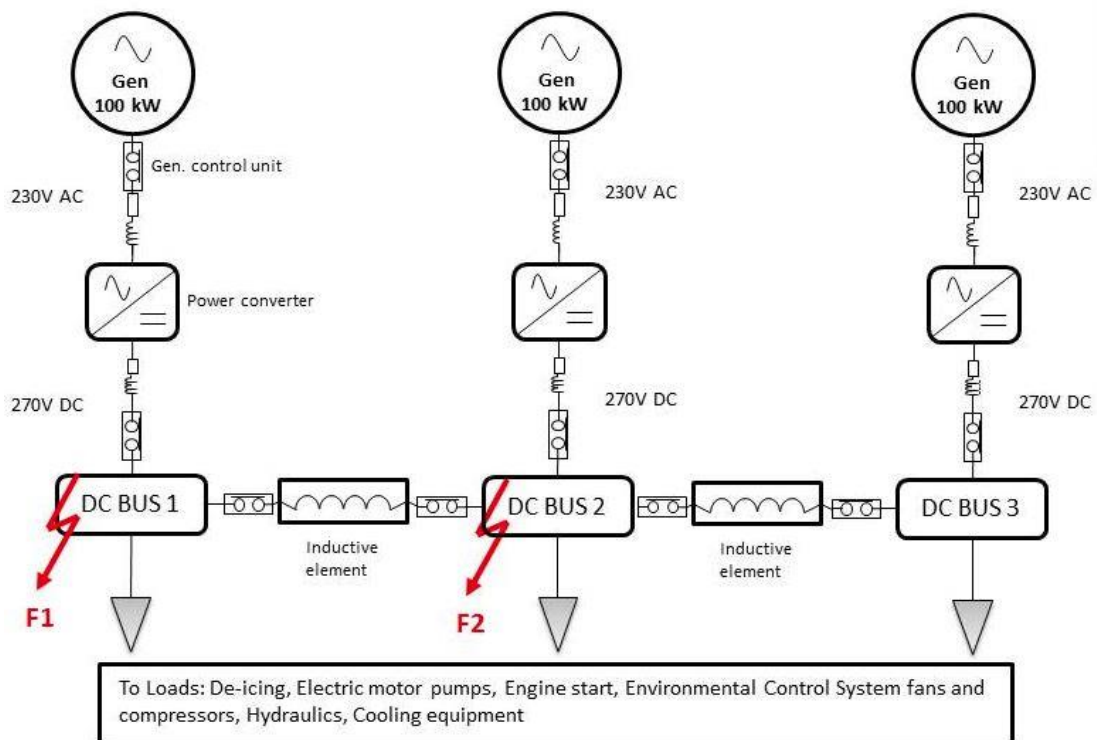 Gen
100 kW
Gen
100 kW
Gen
100 kW
Gen. control unit
230V AC
230V AC
230V AC
Power converter
270V DC
270V DC
270V DC
DC BUS 1
DC BUS 2
DC BUS 3
Inductive
element
Inductive
element
F1
F2
To Loads: De-icing, Electric motor pumps, Engine start, Environmental Control System fans and
compressors, Hydraulics, Cooling equipment